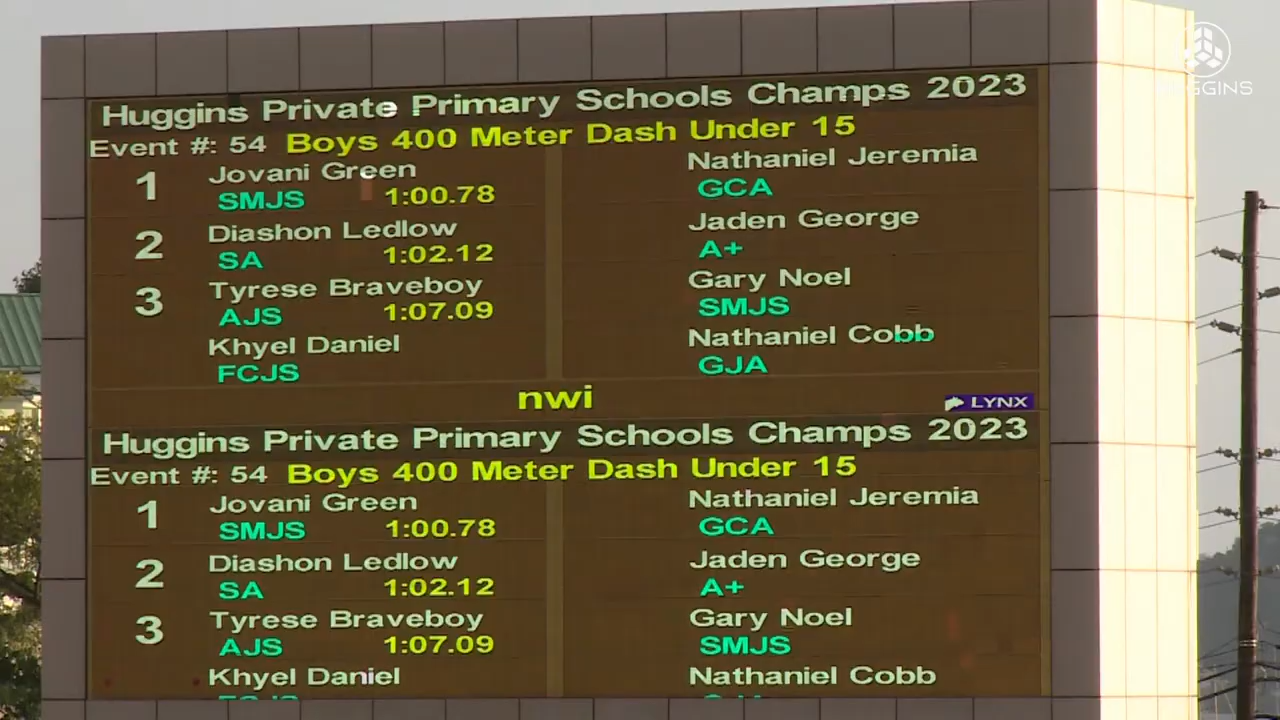 HUGGINS
Huggins Private Primary Schools Champs 2023
Event #: 54 Boys 400 Meter Dash Under 15
1 Jovani Green
SMJS 1:00.78
2 Diashon Ledlow
SA 1:02.12
3 Tyrese Braveboy
AJS 1:07.09
Khyel Daniel
FCJS
Nathaniel Jeremia
GCA
Jaden George
A+
Gary Noel
SMJS
Nathaniel Cobb
GJA
nwi
LYNX
Huggins Private Primary Schools Champs 2023
Event #: 54 Boys 400 Meter Dash Under 15
1 Jovani Green
SMJS 1:00.78
2 Diashon Ledlow
SA 1:02.12
3 Tyrese Braveboy
AJS 1:07.09
Khyel Daniel
Nathaniel Jeremia
GCA
Jaden George
A+
Gary Noel
SMJS
Nathaniel Cobb